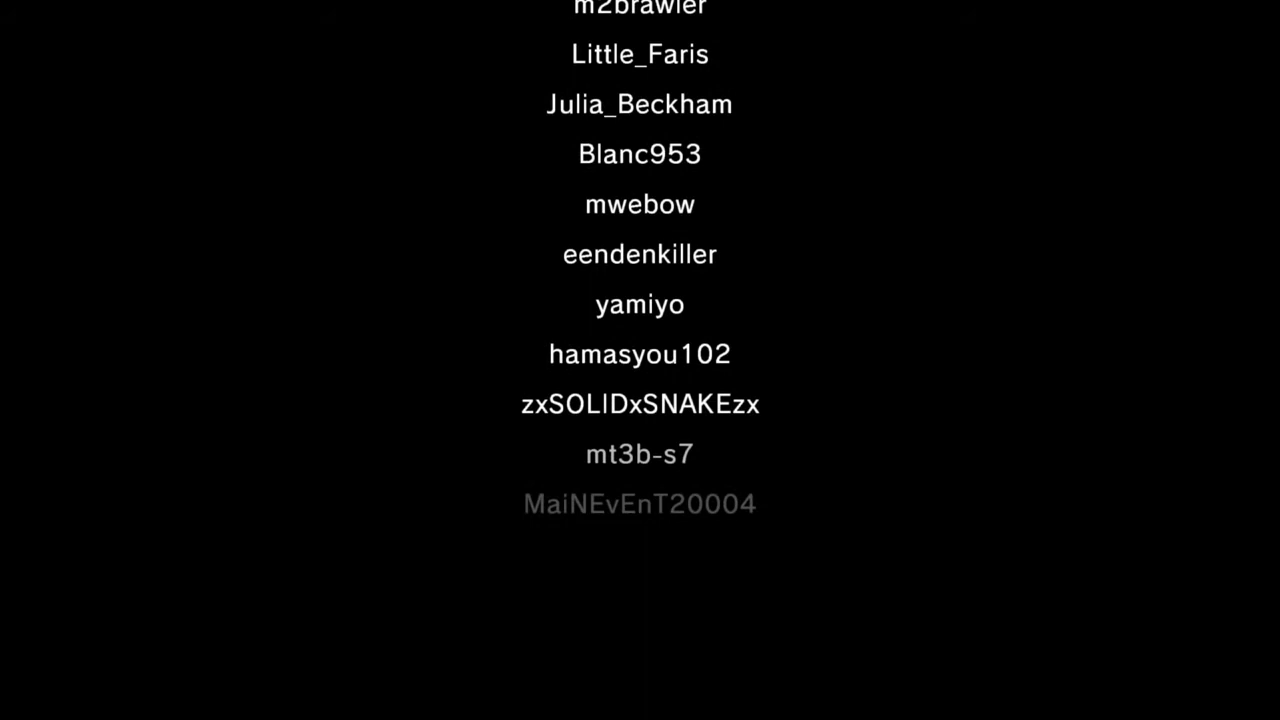 m2brawler
Little_Faris
Julia_Beckham
Blanc953
mwebow
eendenkiller
yamiyo
hamasyou102
zxSOLIDxSNAKEzx
mt3b-s7
MaiNEvEnT20004